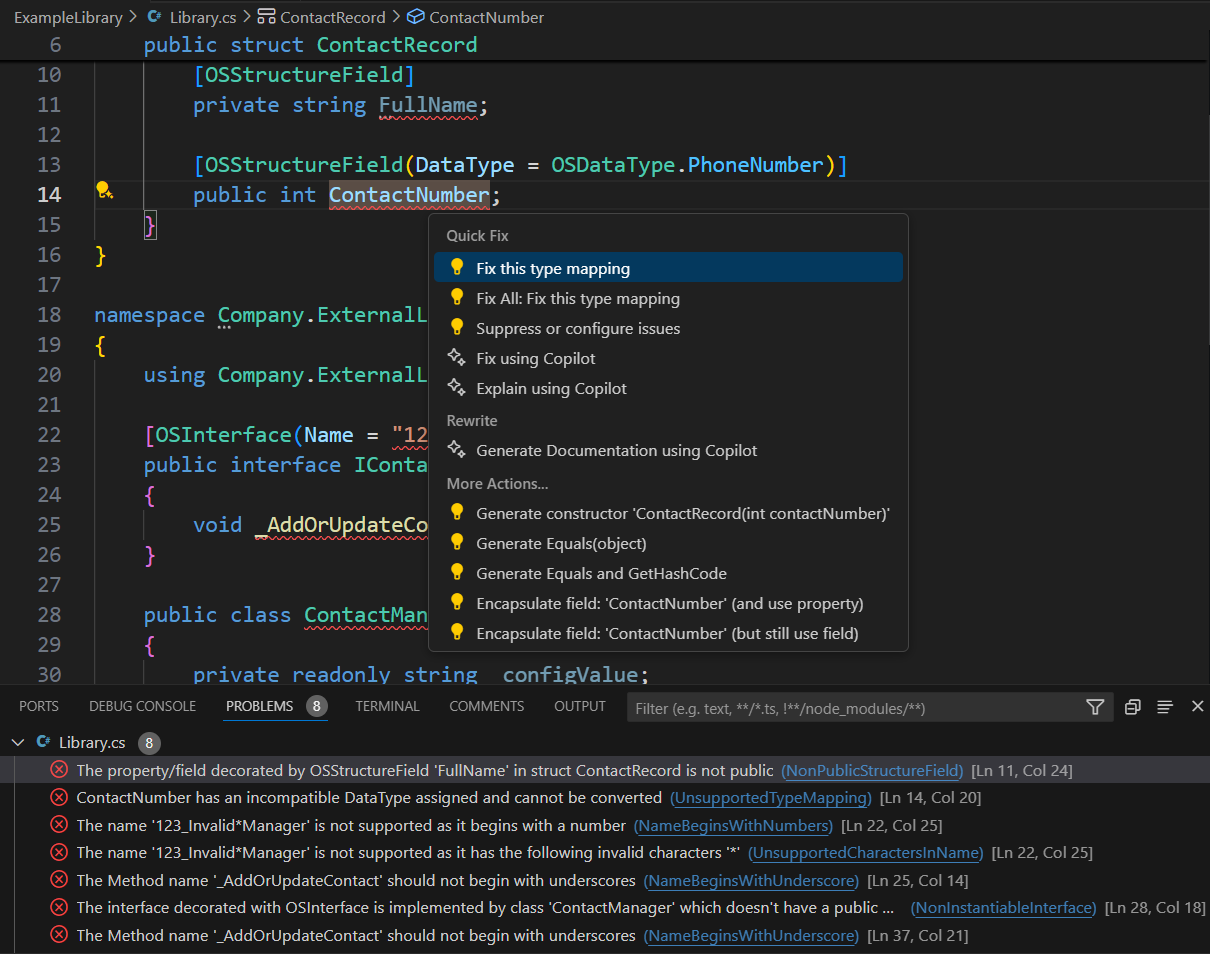 ExampleLibrary > Library.cs > ContactRecord > ContactNumber
6 public struct ContactRecord
10 [OSStructureField]
11 private string FullName;
12
13 [OSStructureField(DataType = OSDataType.PhoneNumber)]
14 public int ContactNumber;
15 }
16 }
17
18 namespace Company.ExternalL
19 {
20 using Company.ExternalL
21
22 [OSInterface(Name = "12
23 public interface IConta
24 {
25 void _AddOrUpdateCo
26 }
27
28 public class ContactMan
29 {
30 private readonly string _configValue;
Quick Fix
Fix this type mapping
Fix All: Fix this type mapping
Suppress or configure issues
Fix using Copilot
Explain using Copilot
Rewrite
Generate Documentation using Copilot
More Actions...
Generate constructor 'ContactRecord(int contactNumber)'
Generate Equals(object)
Generate Equals and GetHashCode
Encapsulate field: 'ContactNumber' (and use property)
Encapsulate field: 'ContactNumber' (but still use field)
PORTS DEBUG CONSOLE PROBLEMS 8 TERMINAL COMMENTS OUTPUT Filter (e.g. text, **/*.ts, !**/node_modules/**)
Library.cs 8
The property/field decorated by OSStructureField 'FullName' in struct ContactRecord is not public (NonPublicStructureField) [Ln 11, Col 24]
ContactNumber has an incompatible DataType assigned and cannot be converted (UnsupportedTypeMapping) [Ln 14, Col 20]
The name '123_Invalid*Manager' is not supported as it begins with a number (NameBeginsWithNumbers) [Ln 22, Col 25]
The name '123_Invalid*Manager' is not supported as it has the following invalid characters '*' (UnsupportedCharactersInName) [Ln 22, Col 25]
The Method name '_AddOrUpdateContact' should not begin with underscores (NameBeginsWithUnderscore) [Ln 25, Col 14]
The interface decorated with OSInterface is implemented by class 'ContactManager' which doesn't have a public ... (NonInstantiableInterface) [Ln 28, Col 18]
The Method name '_AddOrUpdateContact' should not begin with underscores (NameBeginsWithUnderscore) [Ln 37, Col 21]